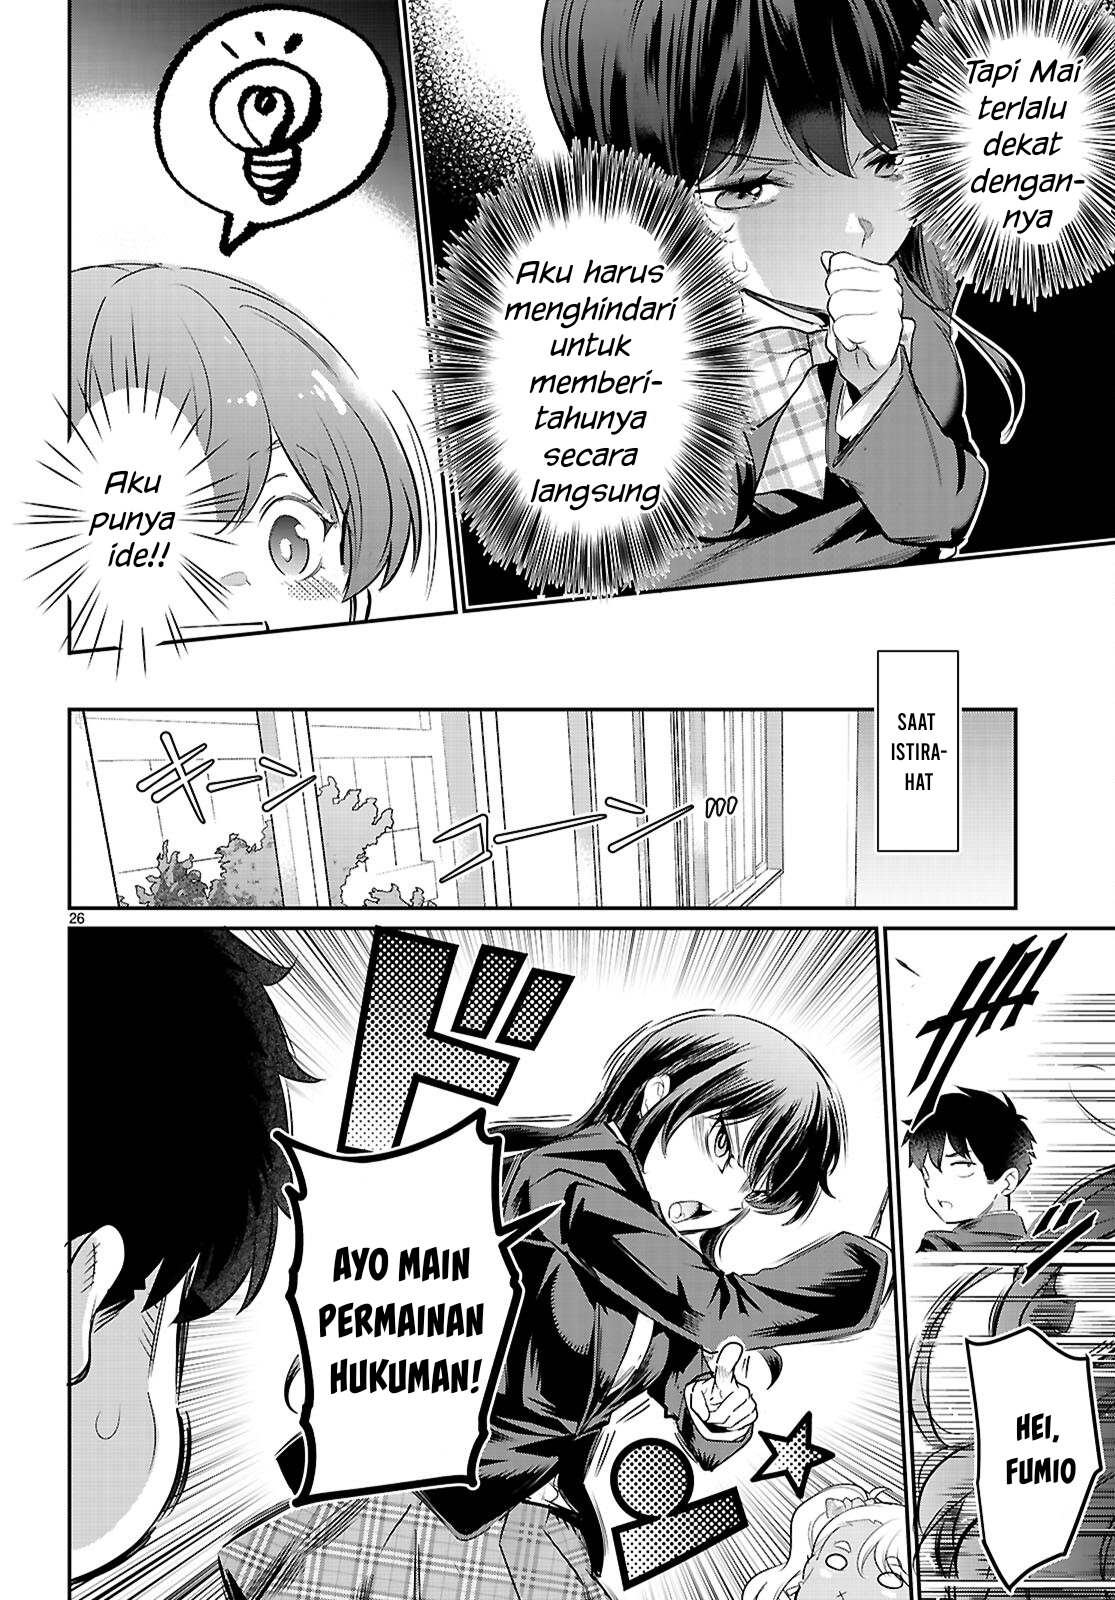 Tapi Mai
terlalu
dekat
dengan-
nya
Aku harus
menghindari
untuk
memberi-
tahunya
secara
langsung
Aku
punya
ide!!
SAAT
ISTIRA-
HAT
キーン
コーン
26
HEI,
FUMIO
AYO MAIN
PERMAINAN
HUKUMAN!